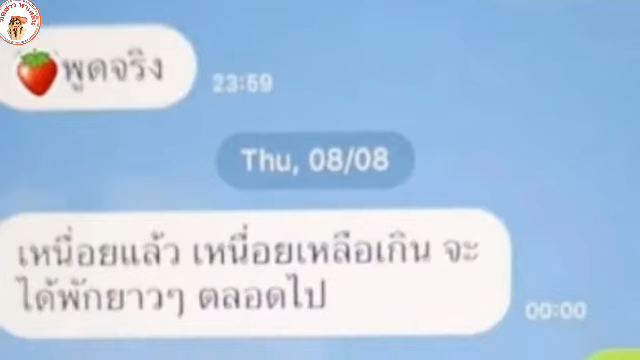 พูดจริง
23:59
Thu, 08/08
เหนื่อยแล้ว เหนื่อยเหลือเกิน จะ
ได้พักยาวๆ ตลอดไป
00:00